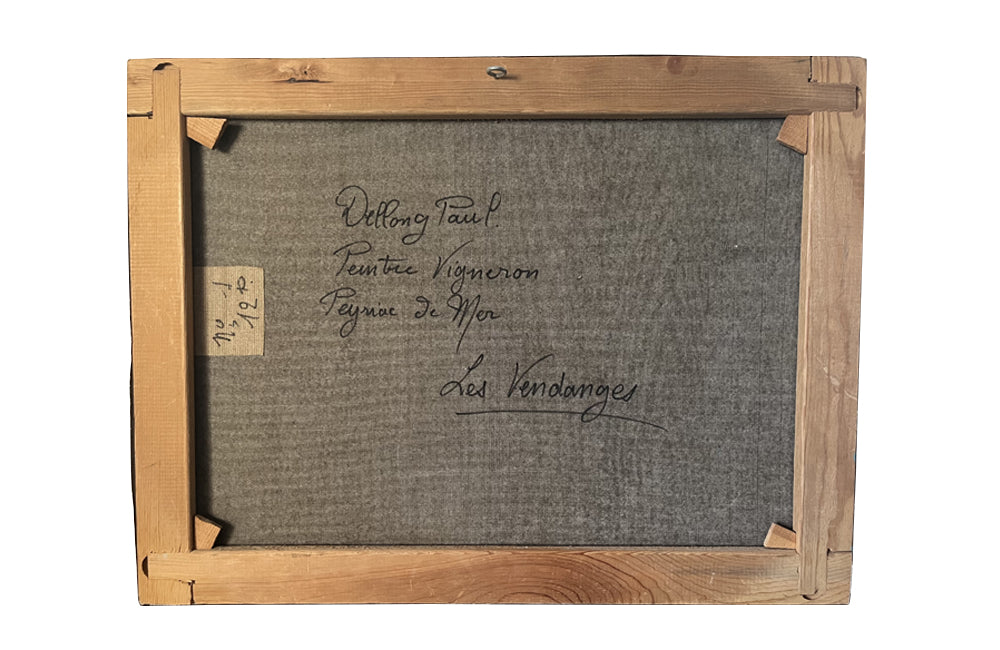 Dellong Paul.
Peintre Vigneron
Peyriac de Mer
Les Vendanges
No 1
12 P.